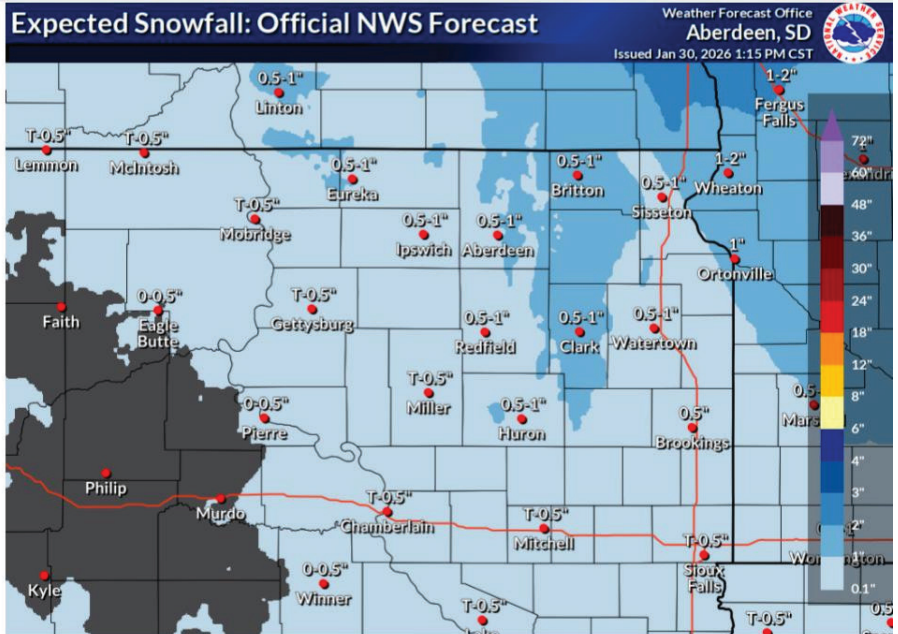 Expected Snowfall: Official NWS Forecast
Weather Forecast Office
Aberdeen, SD
Issued Jan 30, 2026 1:15 PM CST
NATIONAL WEATHER SERVICE
0.5-1"
Linton
1-2"
Fergus
Falls
T-0.5"
Lemmon
T-0.5"
McIntosh
0.5-1"
Eureka
0.5-1"
Britton
1-2"
Wheaton
0.5-1"
Sisseton
T-0.5"
Mobridge
0.5-1"
Ipswich
0.5-1"
Aberdeen
1"
Ortonville
Faith
0-0.5"
Eagle
Butte
T-0.5"
Gettysburg
0.5-1"
Redfield
0.5-1"
Clark
0.5-1"
Watertown
T-0.5"
Miller
0-0.5"
Pierre
0.5-1"
Huron
0.5"
Brookings
Philip
Murdo
T-0.5"
Chamberlain
T-0.5"
Mitchell
T-0.5"
Sioux
Falls
Kyle
0-0.5"
Winner
T-0.5"
T-0.5"
0.5
72"
60"
48"
36"
30"
24"
18"
12"
8"
6"
4"
3"
2"
1"
0.1"